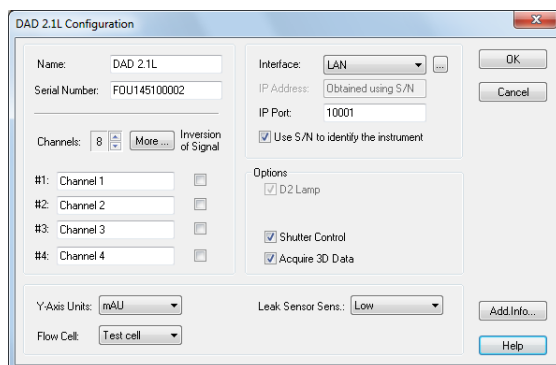 DAD 2.1L Configuration
Name: DAD 2.1L
Serial Number: FOU145100002
Channels: 8 More ... Inversion of Signal
#1: Channel 1
#2: Channel 2
#3: Channel 3
#4: Channel 4
Interface: LAN ...
IP Address: Obtained using S/N
IP Port: 10001
Use S/N to identify the instrument
Options
D2 Lamp
Shutter Control
Acquire 3D Data
Y-Axis Units: mAU
Flow Cell: Test cell
Leak Sensor Sens.: Low
OK
Cancel
Add.Info...
Help